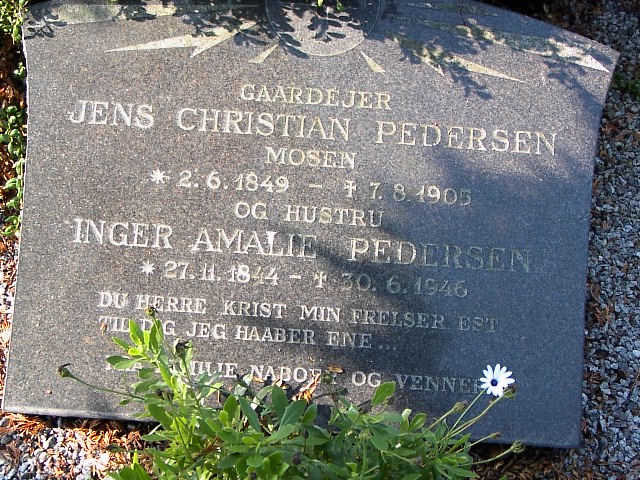 GAARDEJER
JENS CHRISTIAN PEDERSEN
MOSEN
* 2.6.1849 – † 7.8.1905
OG HUSTRU
INGER AMALIE PEDERSEN
* 27.11.1844 – † 30.6.1946
DU HERRE KRIST MIN FRELSER EST
TIL DIG JEG HAABER ENE...
NABOER OG VENNER